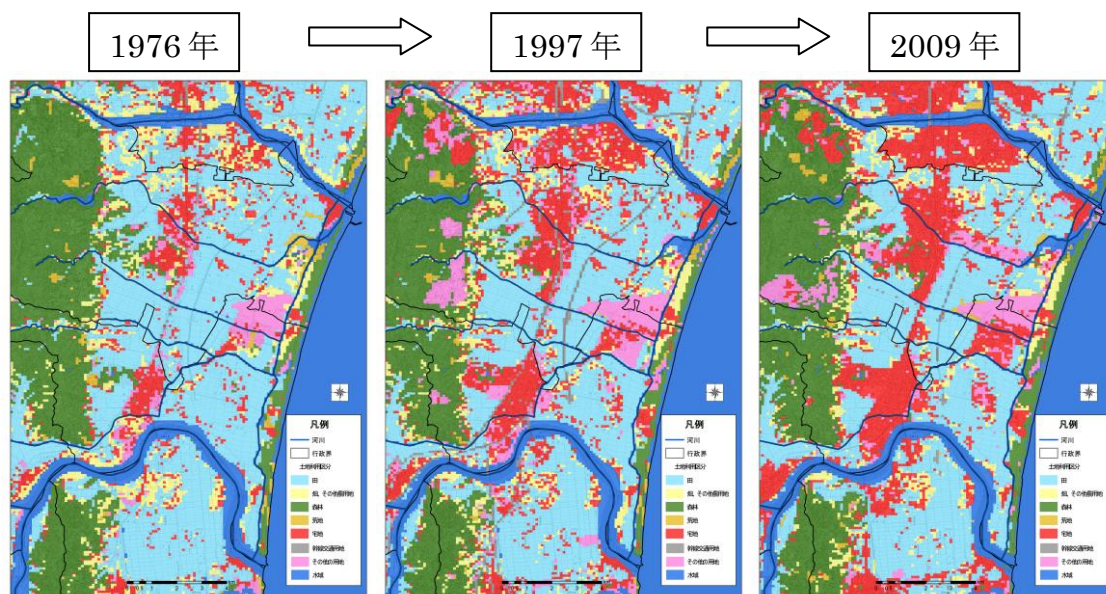 1976年
1997年
2009年
凡例
河川
行政界
土地利用区分
田
畑、その他農用地
森林
荒地
宅地
幹線交通用地
その他の用地
水域
凡例
河川
行政界
土地利用区分
田
畑、その他農用地
森林
荒地
宅地
幹線交通用地
その他の用地
水域
凡例
河川
行政界
土地利用区分
田
畑、その他農用地
森林
荒地
宅地
幹線交通用地
その他の用地
水域